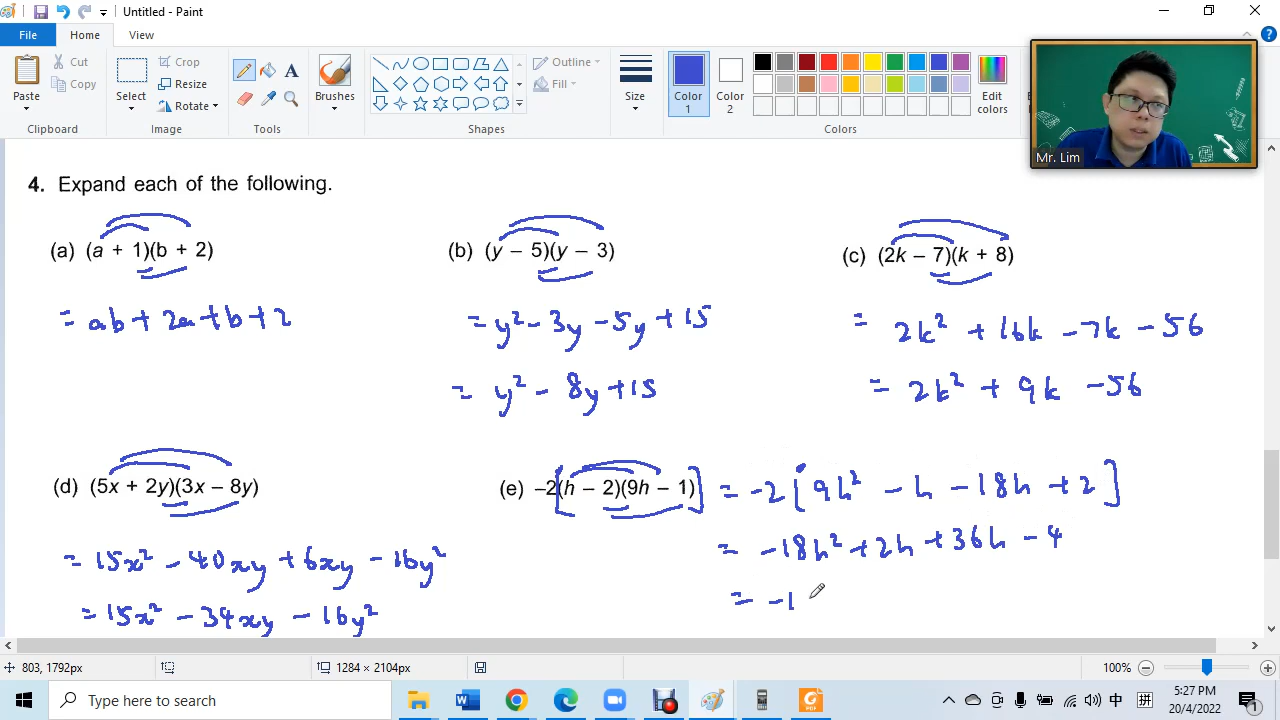 Untitled - Paint
File Home View
Paste
Cut
Copy
Clipboard
Select
Crop
Resize
Rotate
Image
Tools
Brushes
Outline
Fill
Shapes
Size
Color 1
Color 2
Edit colors
Colors
Mr. Lim
4. Expand each of the following.
(a) (a + 1)(b + 2)
= ab + 2a + b + 2
(b) (y – 5)(y – 3)
= y² - 3y - 5y + 15
= y² - 8y + 15
(c) (2k – 7)(k + 8)
= 2k² + 16k - 7k - 56
= 2k² + 9k - 56
(d) (5x + 2y)(3x – 8y)
= 15x² - 40xy + 6xy - 16y²
= 15x² - 34xy - 16y²
(e) –2[(h – 2)(9h – 1)] = -2[9h² - h - 18h + 2]
= -18h² + 2h + 36h - 4
= -1
803, 1792px
1284 × 2104px
100%
Type here to search
中
拼
5:27 PM
20/4/2022
1